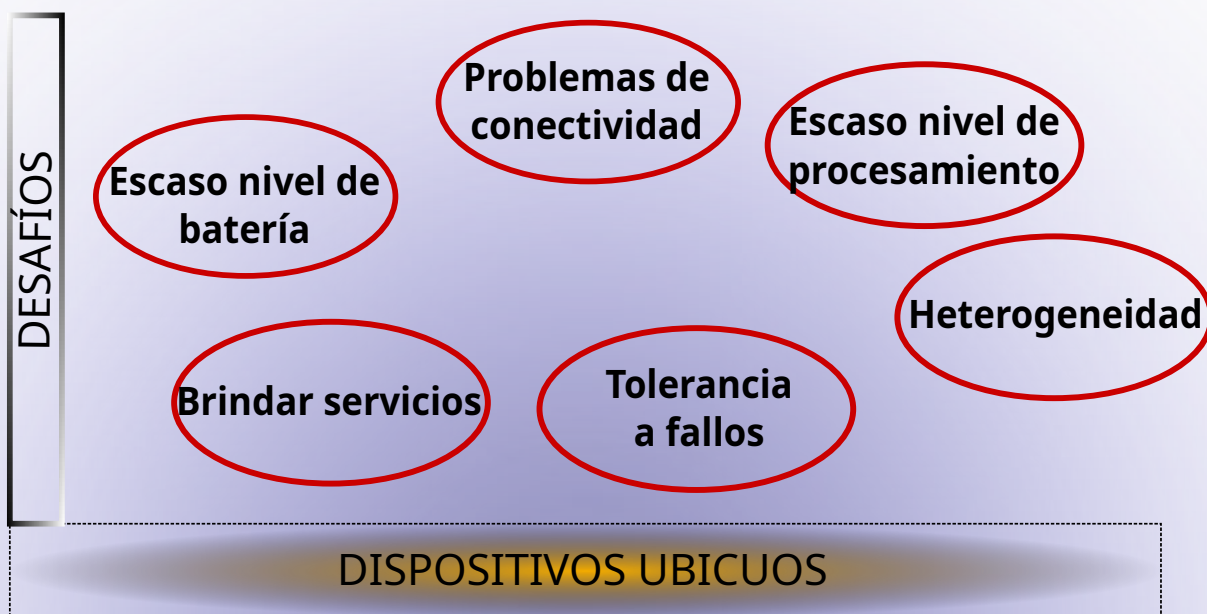 DESAFÍOS
Problemas de
conectividad
Escaso nivel de
procesamiento
Escaso nivel de
batería
Heterogeneidad
Brindar servicios
Tolerancia
a fallos
DISPOSITIVOS UBICUOS